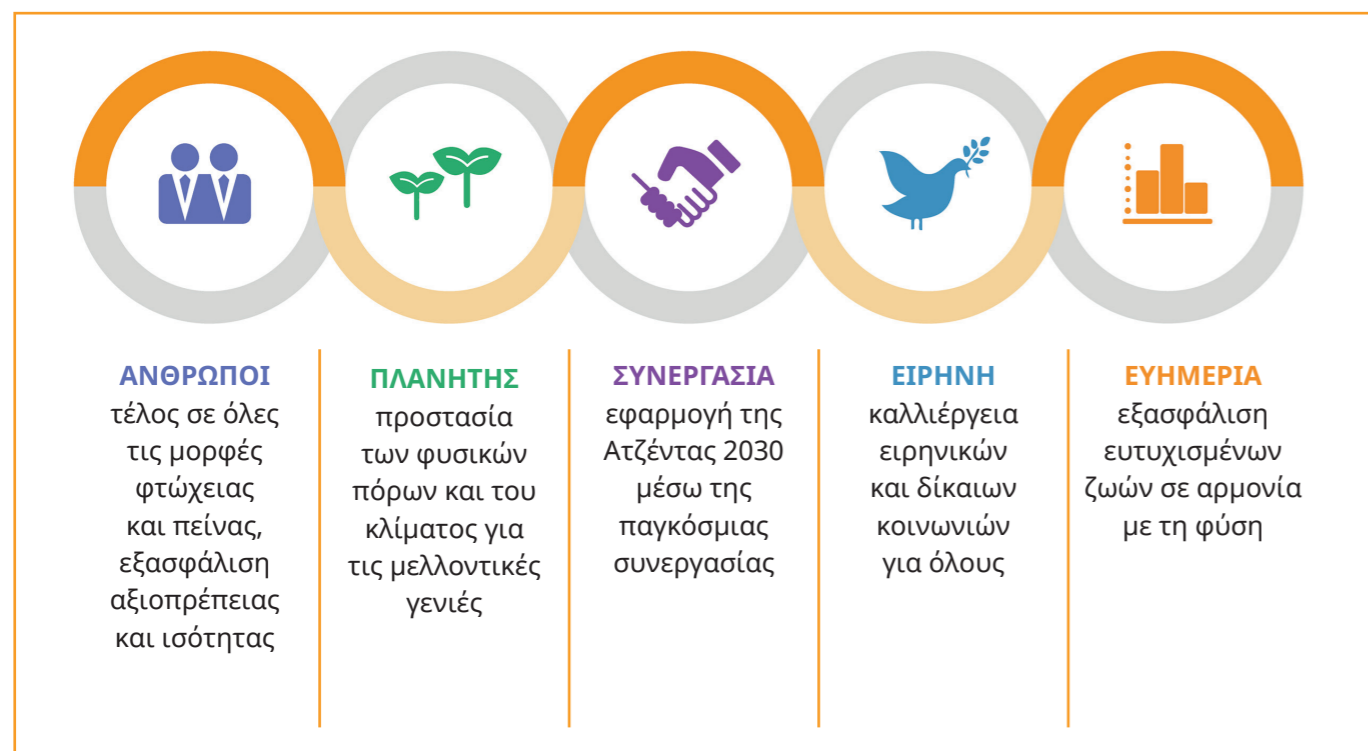 ΑΝΘΡΩΠΟΙ
τέλος σε όλες
τις μορφές
φτώχειας
και πείνας,
εξασφάλιση
αξιοπρέπειας
και ισότητας
ΠΛΑΝΗΤΗΣ
προστασία
των φυσικών
πόρων και του
κλίματος για
τις μελλοντικές
γενιές
ΣΥΝΕΡΓΑΣΙΑ
εφαρμογή της
Ατζέντας 2030
μέσω της
παγκόσμιας
συνεργασίας
ΕΙΡΗΝΗ
καλλιέργεια
ειρηνικών
και δίκαιων
κοινωνιών
για όλους
ΕΥΗΜΕΡΙΑ
εξασφάλιση
ευτυχισμένων
ζωών σε αρμονία
με τη φύση